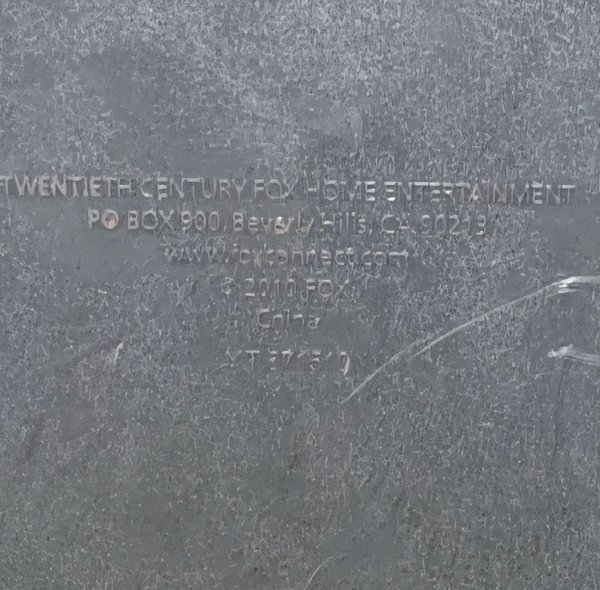 TWENTIETH CENTURY FOX HOME ENTERTAINMENT
PO BOX 900, Beverly Hills, CA 90213
www.foxconnect.com
© 2010 FOX
China